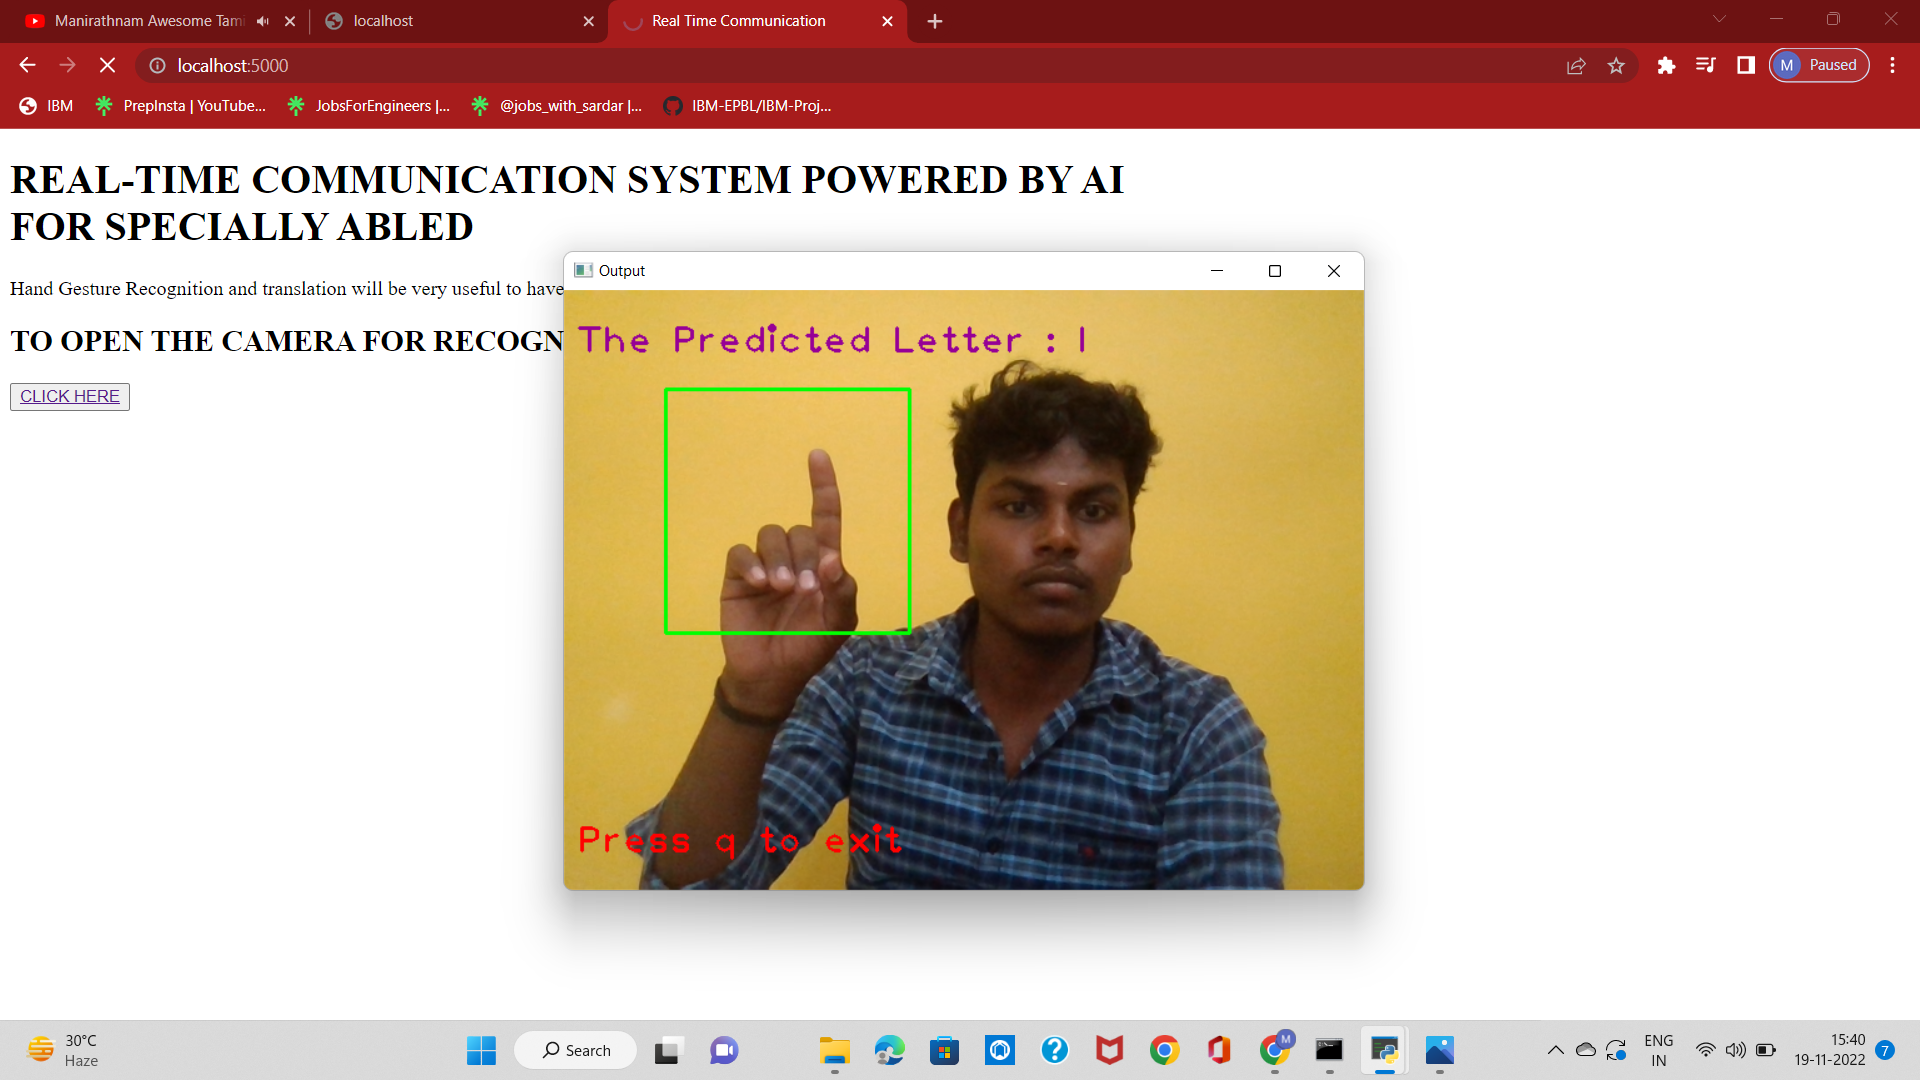 Manirathnam Awesome Tami
localhost
Real Time Communication
localhost:5000
M
Paused
IBM
PrepInsta | YouTube...
JobsForEngineers |...
@jobs_with_sardar |...
IBM-EPBL/IBM-Proj...
REAL-TIME COMMUNICATION SYSTEM POWERED BY AI
FOR SPECIALLY ABLED
Hand Gesture Recognition and translation will be very useful to have
TO OPEN THE CAMERA FOR RECOGN
CLICK HERE
Output
The Predicted Letter : I
Press q to exit
30°C
Haze
Search
M
ENG
IN
15:40
19-11-2022
7